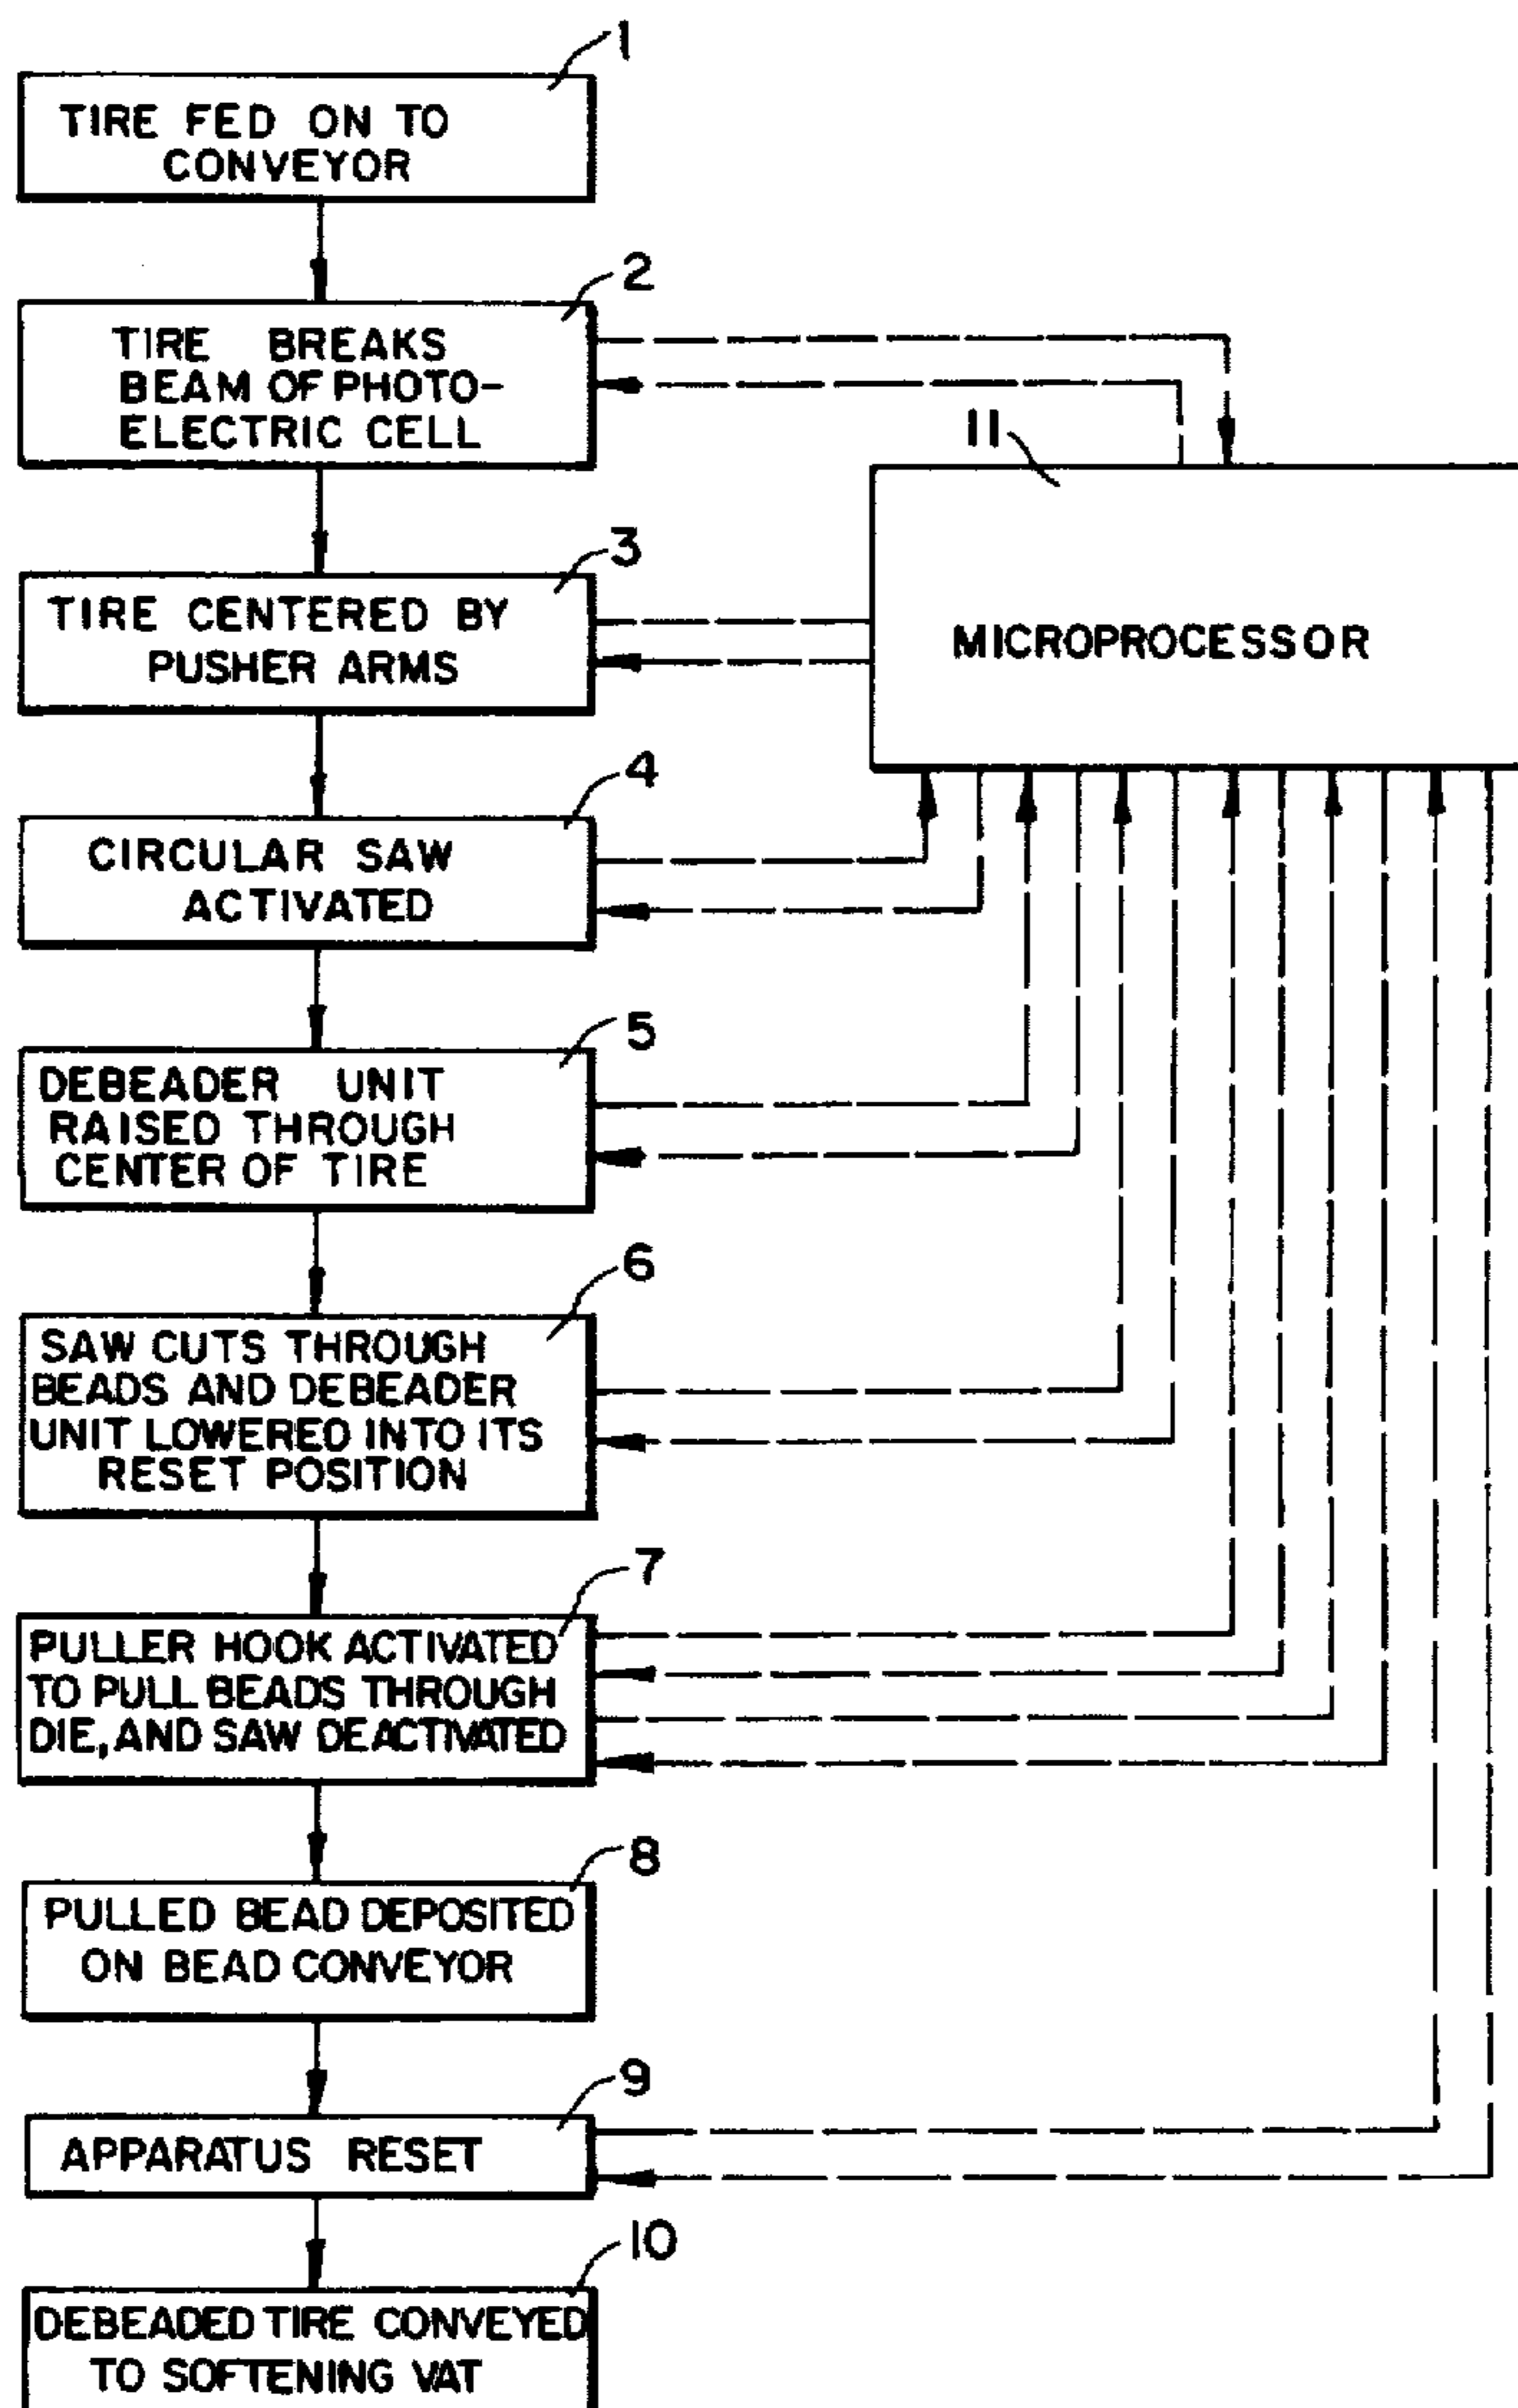 1
TIRE FED ON TO
CONVEYOR
2
TIRE BREAKS
BEAM OF PHOTO-
ELECTRIC CELL
11
3
TIRE CENTERED BY
PUSHER ARMS
MICROPROCESSOR
4
CIRCULAR SAW
ACTIVATED
5
DEBEADER UNIT
RAISED THROUGH
CENTER OF TIRE
6
SAW CUTS THROUGH
BEADS AND DEBEADER
UNIT LOWERED INTO ITS
RESET POSITION
7
PULLER HOOK ACTIVATED
TO PULL BEADS THROUGH
DIE, AND SAW DEACTIVATED
8
PULLED BEAD DEPOSITED
ON BEAD CONVEYOR
9
APPARATUS RESET
10
DEBEADED TIRE CONVEYED
TO SOFTENING VAT